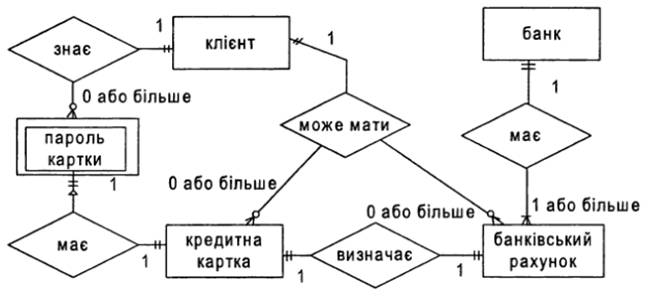 1
1
клієнт
банк
знає
1
0 або більше
може мати
має
пароль
картки
1
0 або більше
0 або більше
1 або більше
має
кредитна
картка
визначає
банківський
рахунок
1
1
1